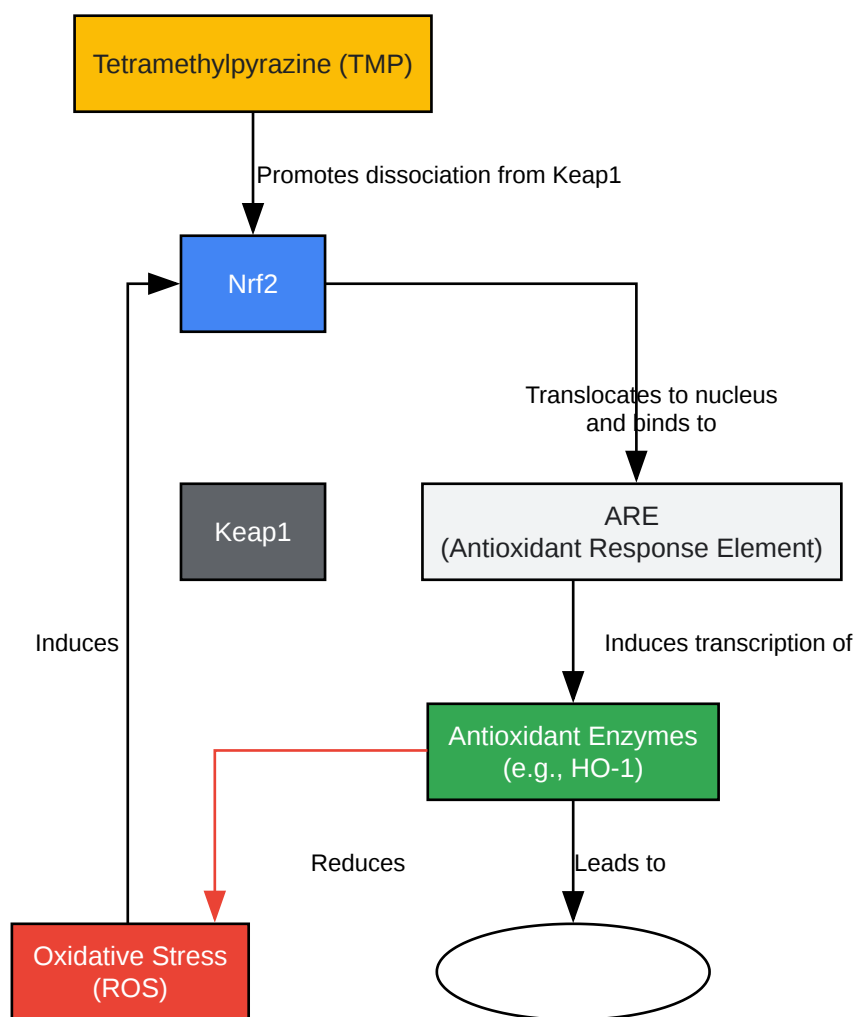 Tetramethylpyrazine (TMP)
Promotes dissociation from Keap1
Nrf2
Translocates to nucleus
and binds to
Keap1
ARE
(Antioxidant Response Element)
Induces
Induces transcription of
Antioxidant Enzymes
(e.g., HO-1)
Reduces
Leads to
Oxidative Stress
(ROS)